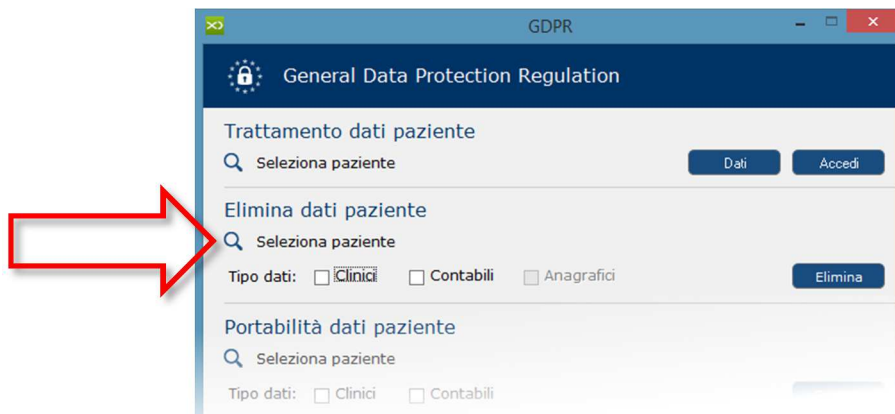 GDPR
General Data Protection Regulation
Trattamento dati paziente
Seleziona paziente Dati Accedi
Elimina dati paziente
Seleziona paziente
Tipo dati: Clinici Contabili Anagrafici Elimina
Portabilità dati paziente
Seleziona paziente
Tipo dati: Clinici Contabili